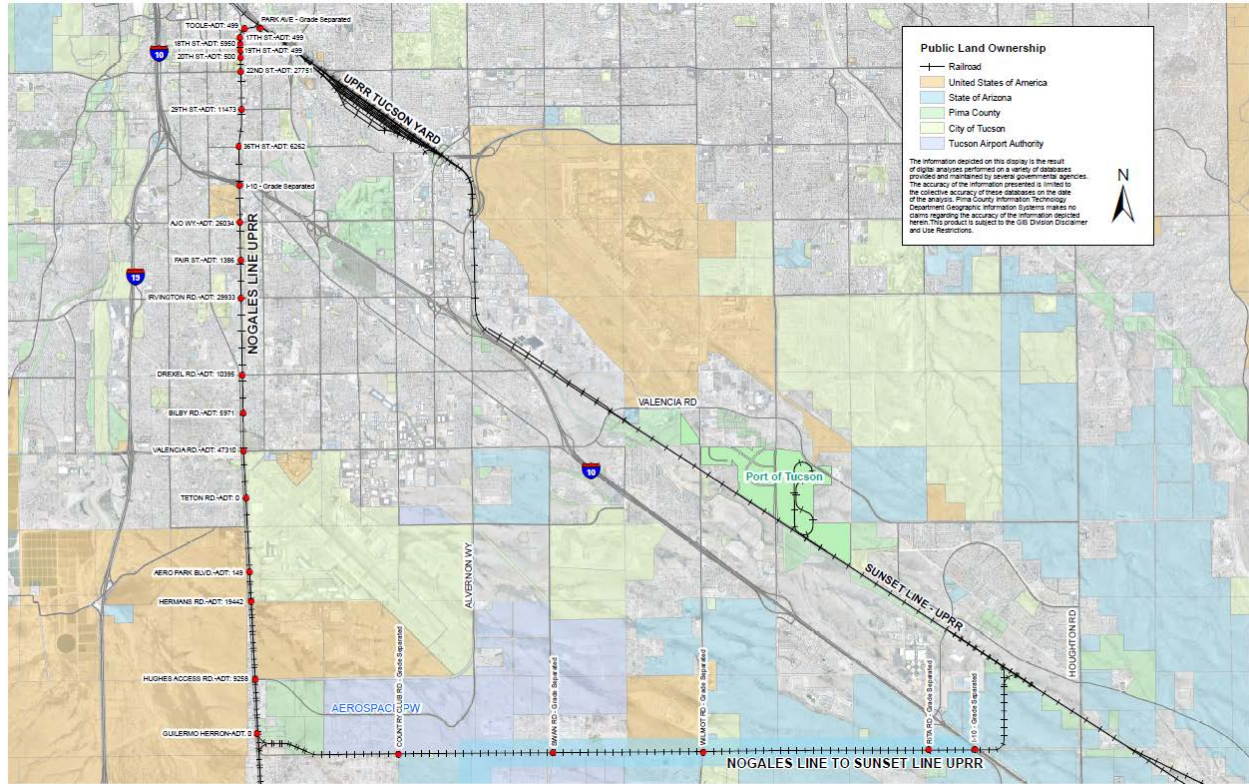 PARK AVE - Grade Separated
TOOLE-ADT: 499
17TH ST.-ADT: 499
18TH ST.-ADT: 5950
19TH ST.-ADT: 499
20TH ST.-ADT: 500
22ND ST.-ADT: 27751
29TH ST.-ADT: 11473
36TH ST.-ADT: 6262
I-10 - Grade Separated
AJO WY.-ADT: 26034
FAIR ST.-ADT: 1396
IRVINGTON RD.-ADT: 29933
DREXEL RD.-ADT: 10395
BILBY RD.-ADT: 5971
VALENCIA RD.-ADT: 47310
TETON RD.-ADT: 0
AERO PARK BLVD.-ADT: 149
HERMANS RD.-ADT: 19442
HUGHES ACCESS RD.-ADT: 9258
GUILERMO HERRON-ADT: 0
10
19
10
NOGALES LINE UPRR
UPRR TUCSON YARD
VALENCIA RD
Port of Tucson
SUNSET LINE - UPRR
HOUGHTON RD
ALVERNON WY
AEROSPACE PW
COUNTRY CLUB RD - Grade Separated
SWAN RD - Grade Separated
WILMOT RD - Grade Separated
RITA RD - Grade Separated
I-10 - Grade Separated
NOGALES LINE TO SUNSET LINE UPRR
Public Land Ownership
Railroad
United States of America
State of Arizona
Pima County
City of Tucson
Tucson Airport Authority
The information depicted on this display is the result
of digital analyses performed on a variety of databases
provided and maintained by several governmental agencies.
The accuracy of the information presented is limited to
the collective accuracy of these databases on the date
of the analysis. Pima County Information Technology
Department Geographic Information Systems makes no
claims regarding the accuracy of the information depicted
herein. This product is subject to the GIS Division Disclaimer
and Use Restrictions.
N